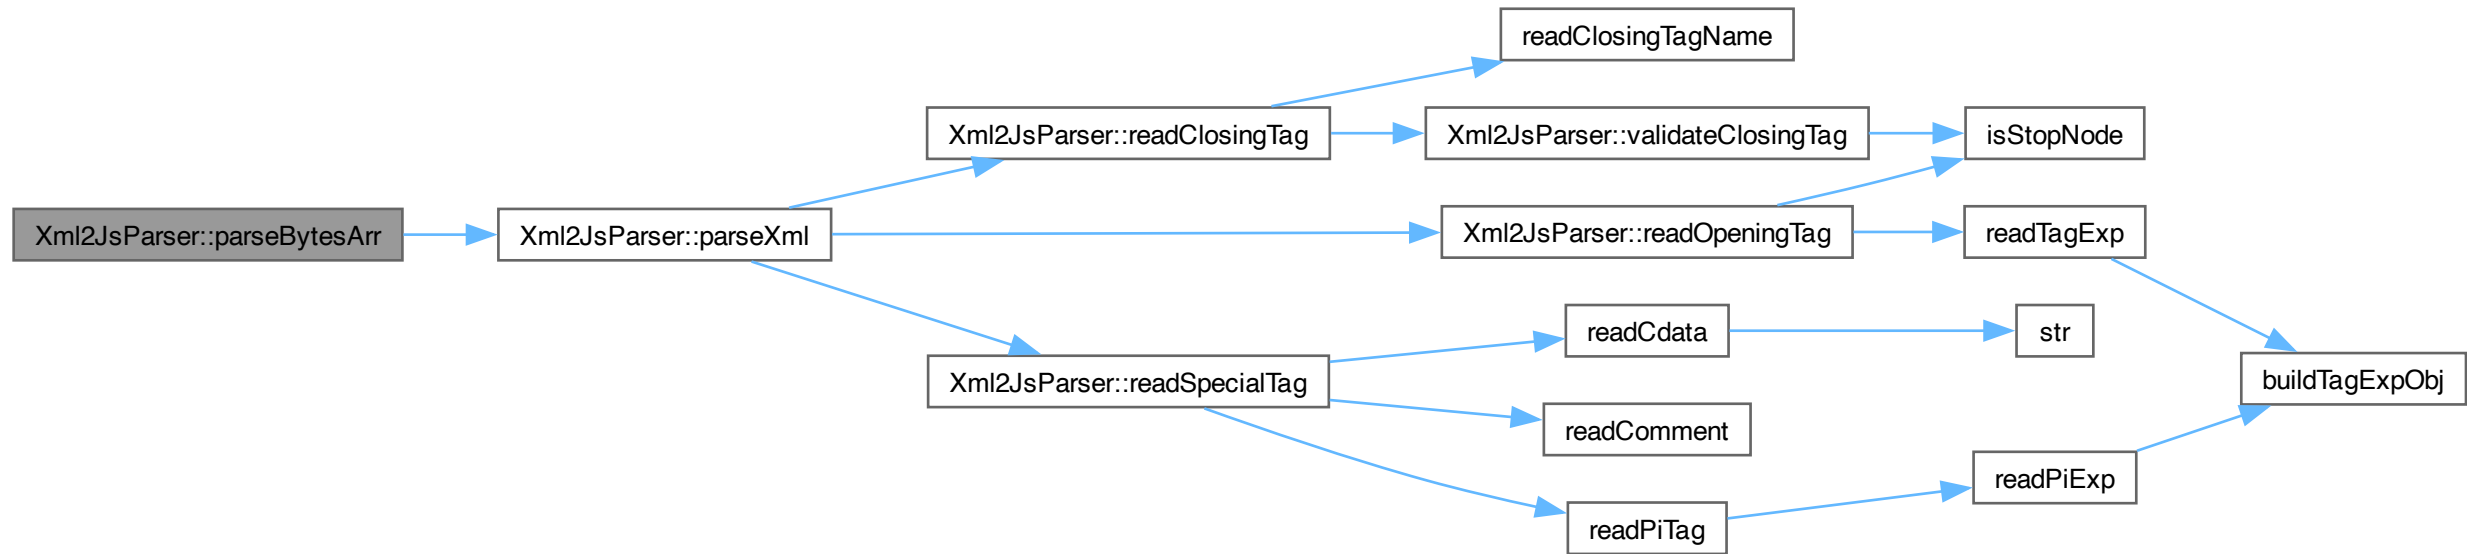 readClosingTagName
Xml2JsParser::readClosingTag
Xml2JsParser::validateClosingTag
isStopNode
Xml2JsParser::parseBytesArr
Xml2JsParser::parseXml
Xml2JsParser::readOpeningTag
readTagExp
readCdata
str
Xml2JsParser::readSpecialTag
buildTagExpObj
readComment
readPiExp
readPiTag